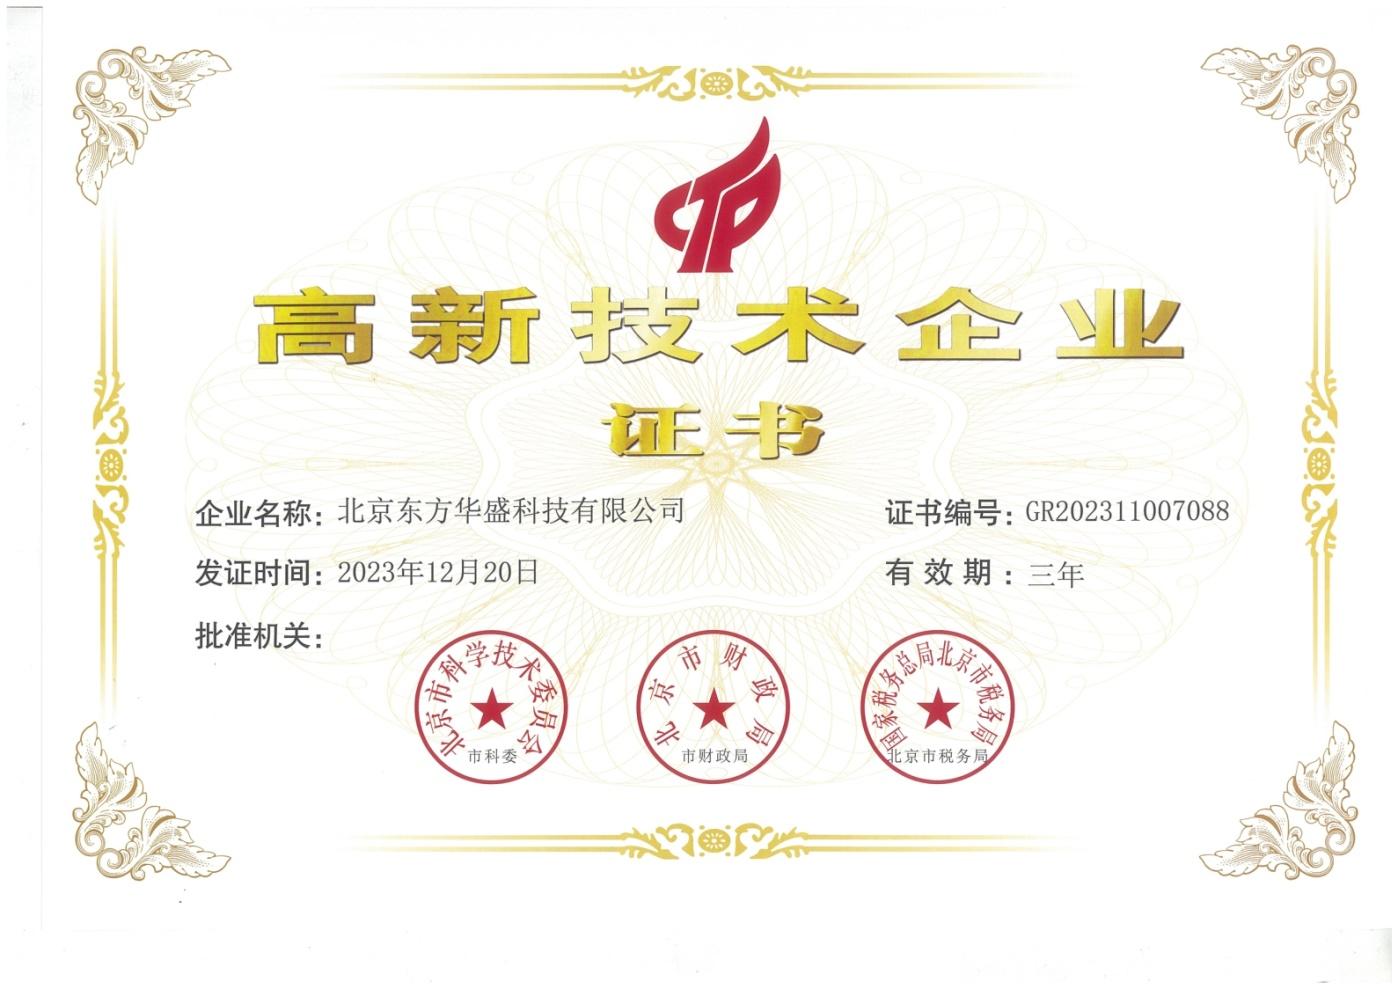 高新技术企业
证书
企业名称：北京东方华盛科技有限公司 证书编号：GR202311007088
发证时间：2023年12月20日 有效期：三年
批准机关：
北京市科学技术委员会 北京市财政局 国家税务总局北京市税务局
市科委 市财政局 北京市税务局